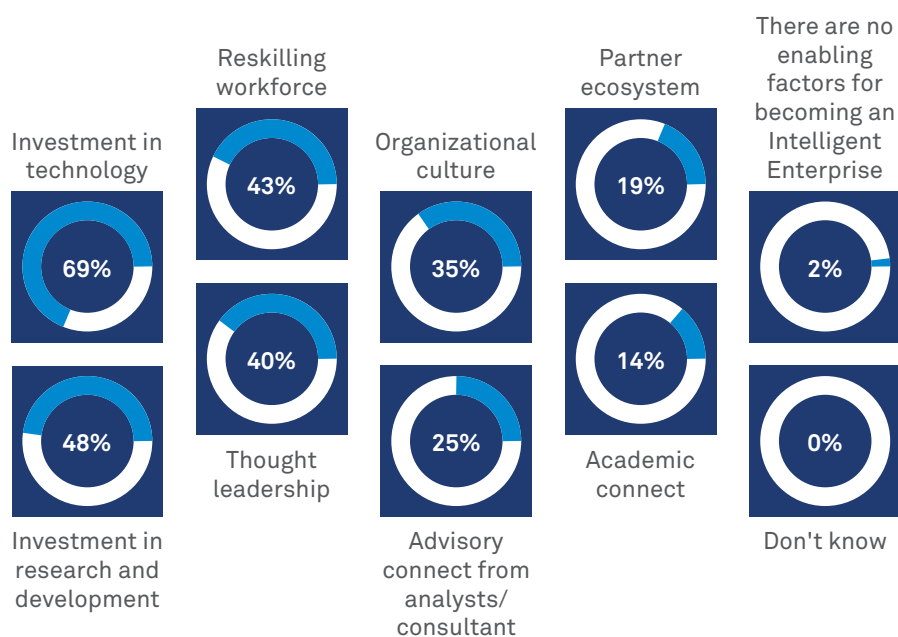 Investment in
technology
69%
48%
Investment in
research and
development
Reskilling
workforce
43%
40%
Thought
leadership
Organizational
culture
35%
25%
Advisory
connect from
analysts/
consultant
Partner
ecosystem
19%
14%
Academic
connect
There are no
enabling
factors for
becoming an
Intelligent
Enterprise
2%
0%
Don't know